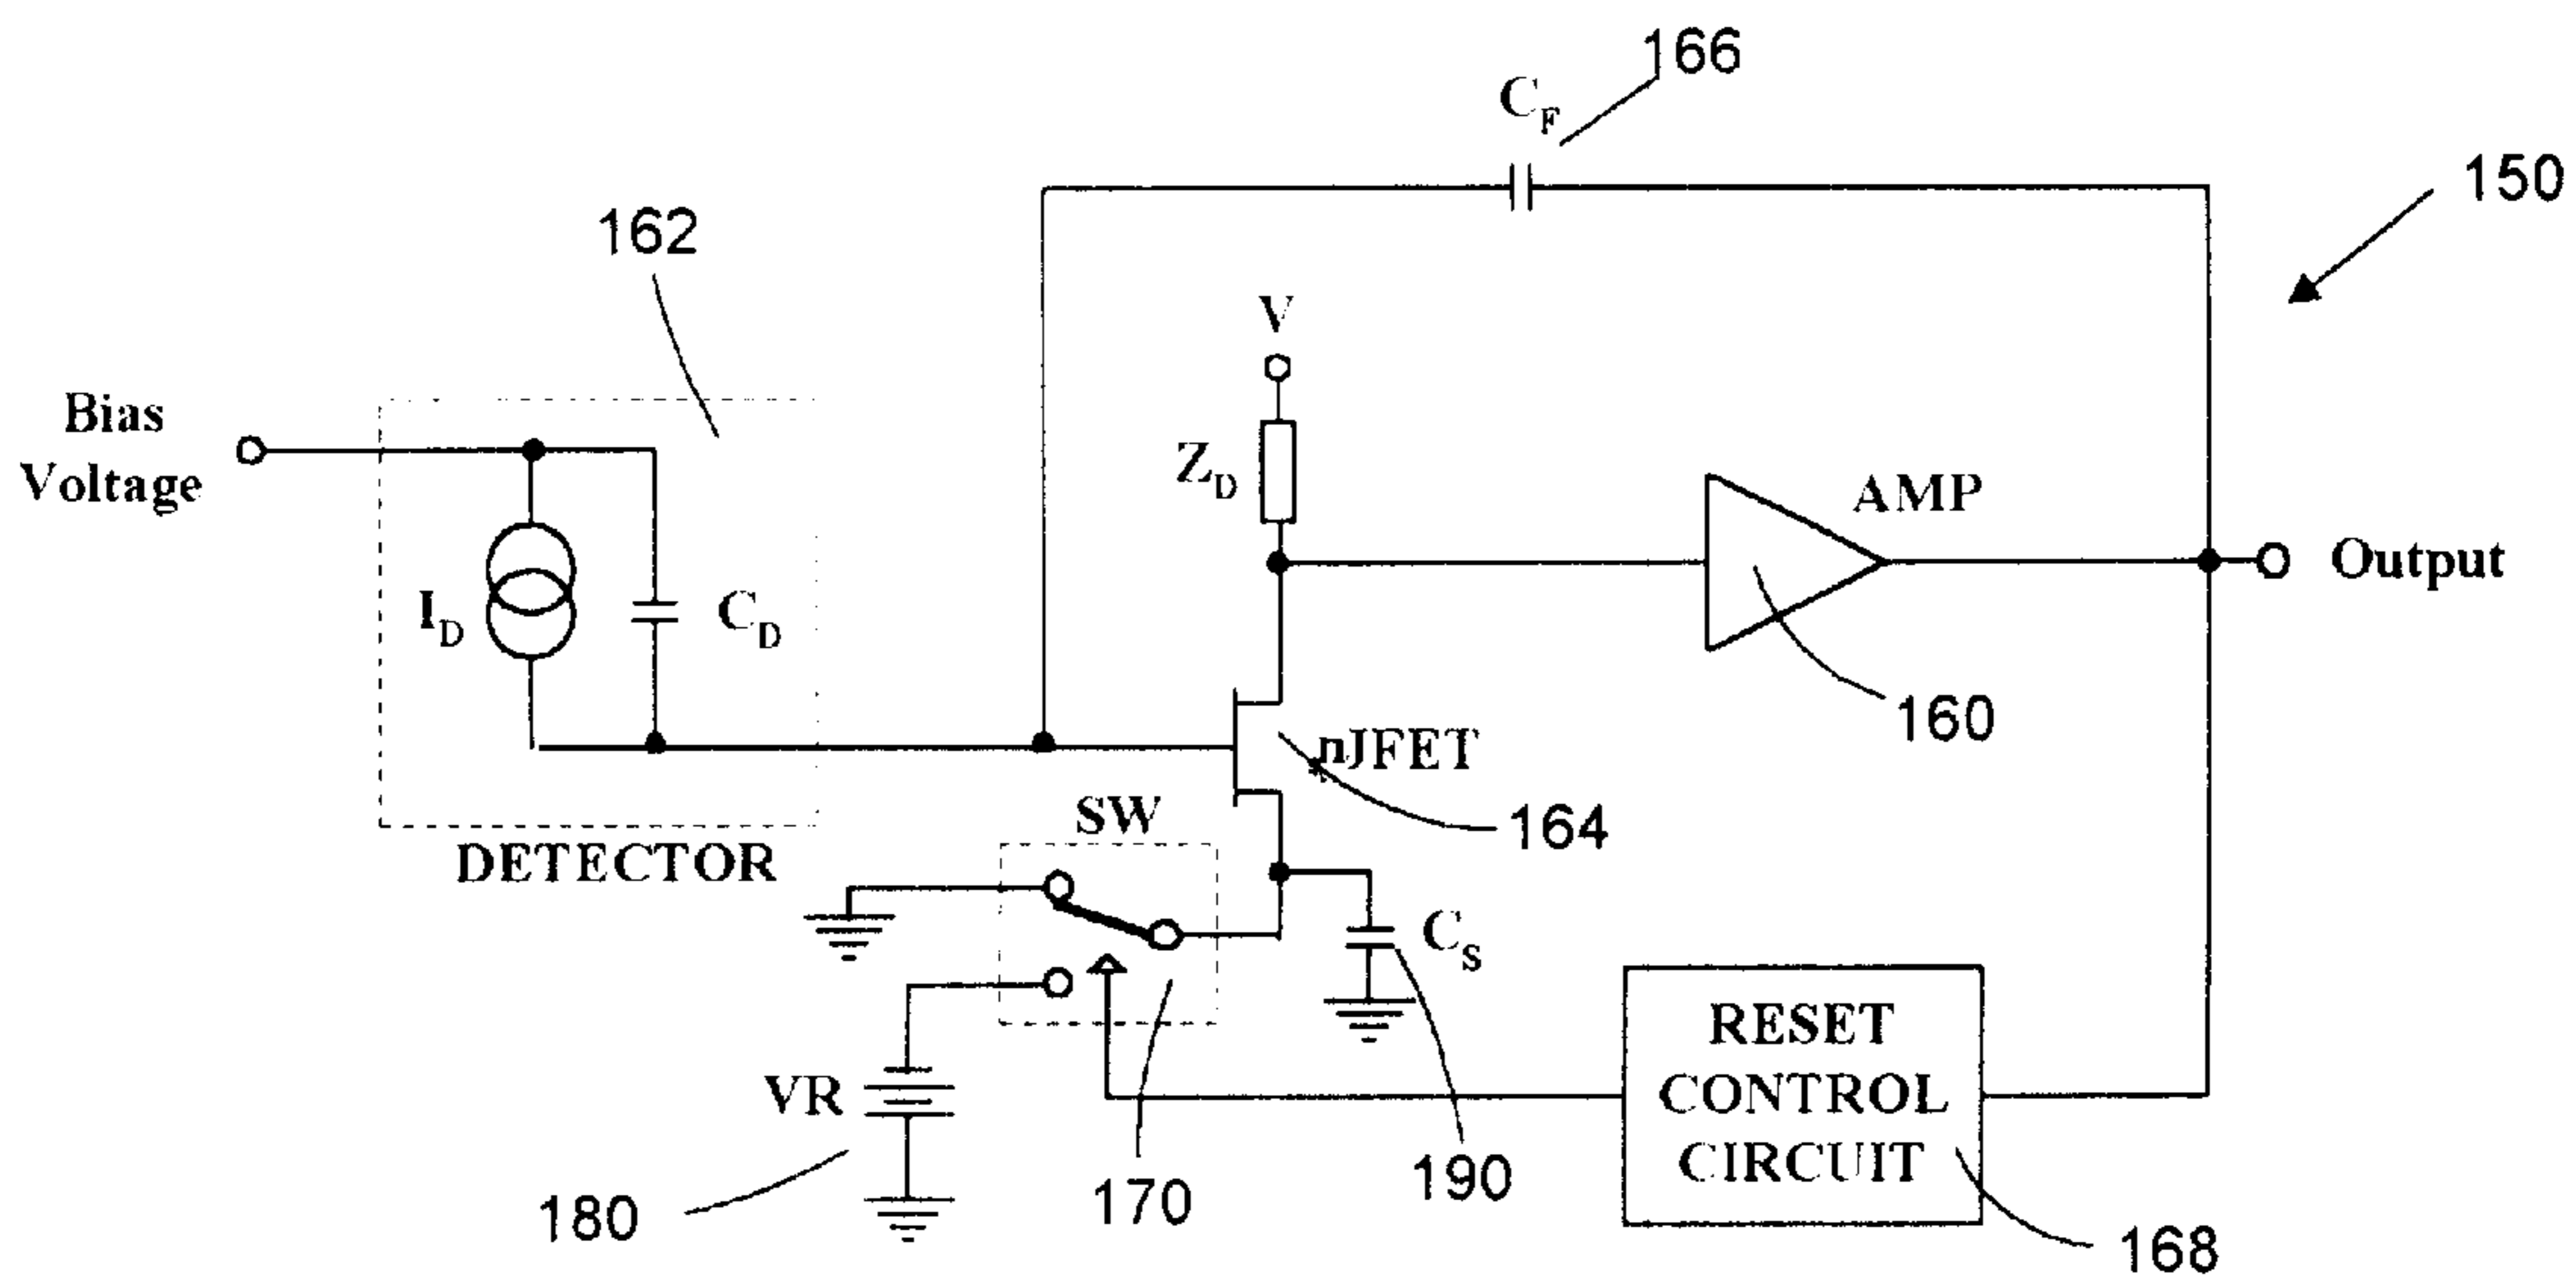 166
C_F
150
162
V
Bias
Voltage
Z_D
AMP
Output
I_D
C_D
160
nJFET
SW
164
DETECTOR
C_S
RESET
CONTROL
CIRCUIT
VR
190
170
180
168